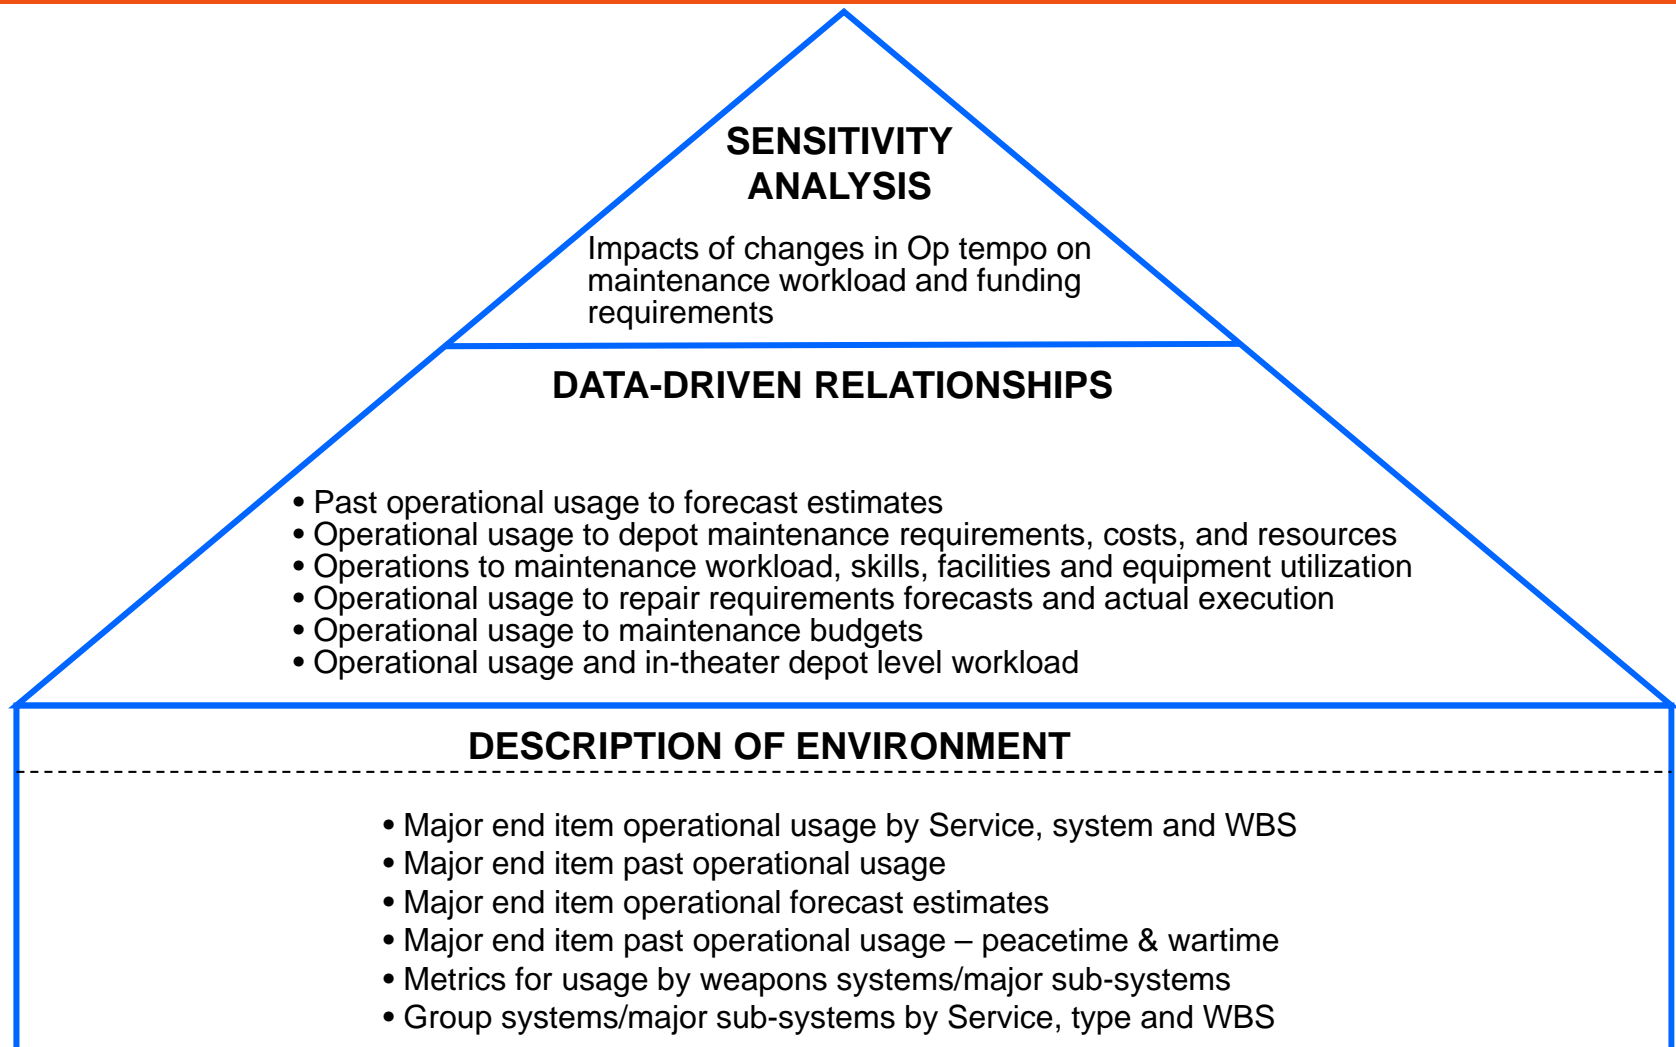 SENSITIVITY
ANALYSIS
Impacts of changes in Op tempo on
maintenance workload and funding
requirements
DATA-DRIVEN RELATIONSHIPS
• Past operational usage to forecast estimates
• Operational usage to depot maintenance requirements, costs, and resources
• Operations to maintenance workload, skills, facilities and equipment utilization
• Operational usage to repair requirements forecasts and actual execution
• Operational usage to maintenance budgets
• Operational usage and in-theater depot level workload
DESCRIPTION OF ENVIRONMENT
• Major end item operational usage by Service, system and WBS
• Major end item past operational usage
• Major end item operational forecast estimates
• Major end item past operational usage – peacetime & wartime
• Metrics for usage by weapons systems/major sub-systems
• Group systems/major sub-systems by Service, type and WBS